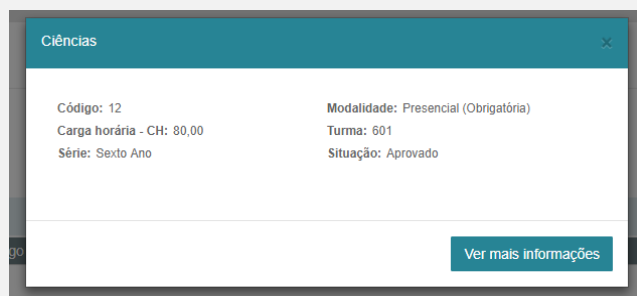 Ciências ×
Código: 12
Modalidade: Presencial (Obrigatória)
Carga horária - CH: 80,00
Turma: 601
Série: Sexto Ano
Situação: Aprovado
Ver mais informações
go